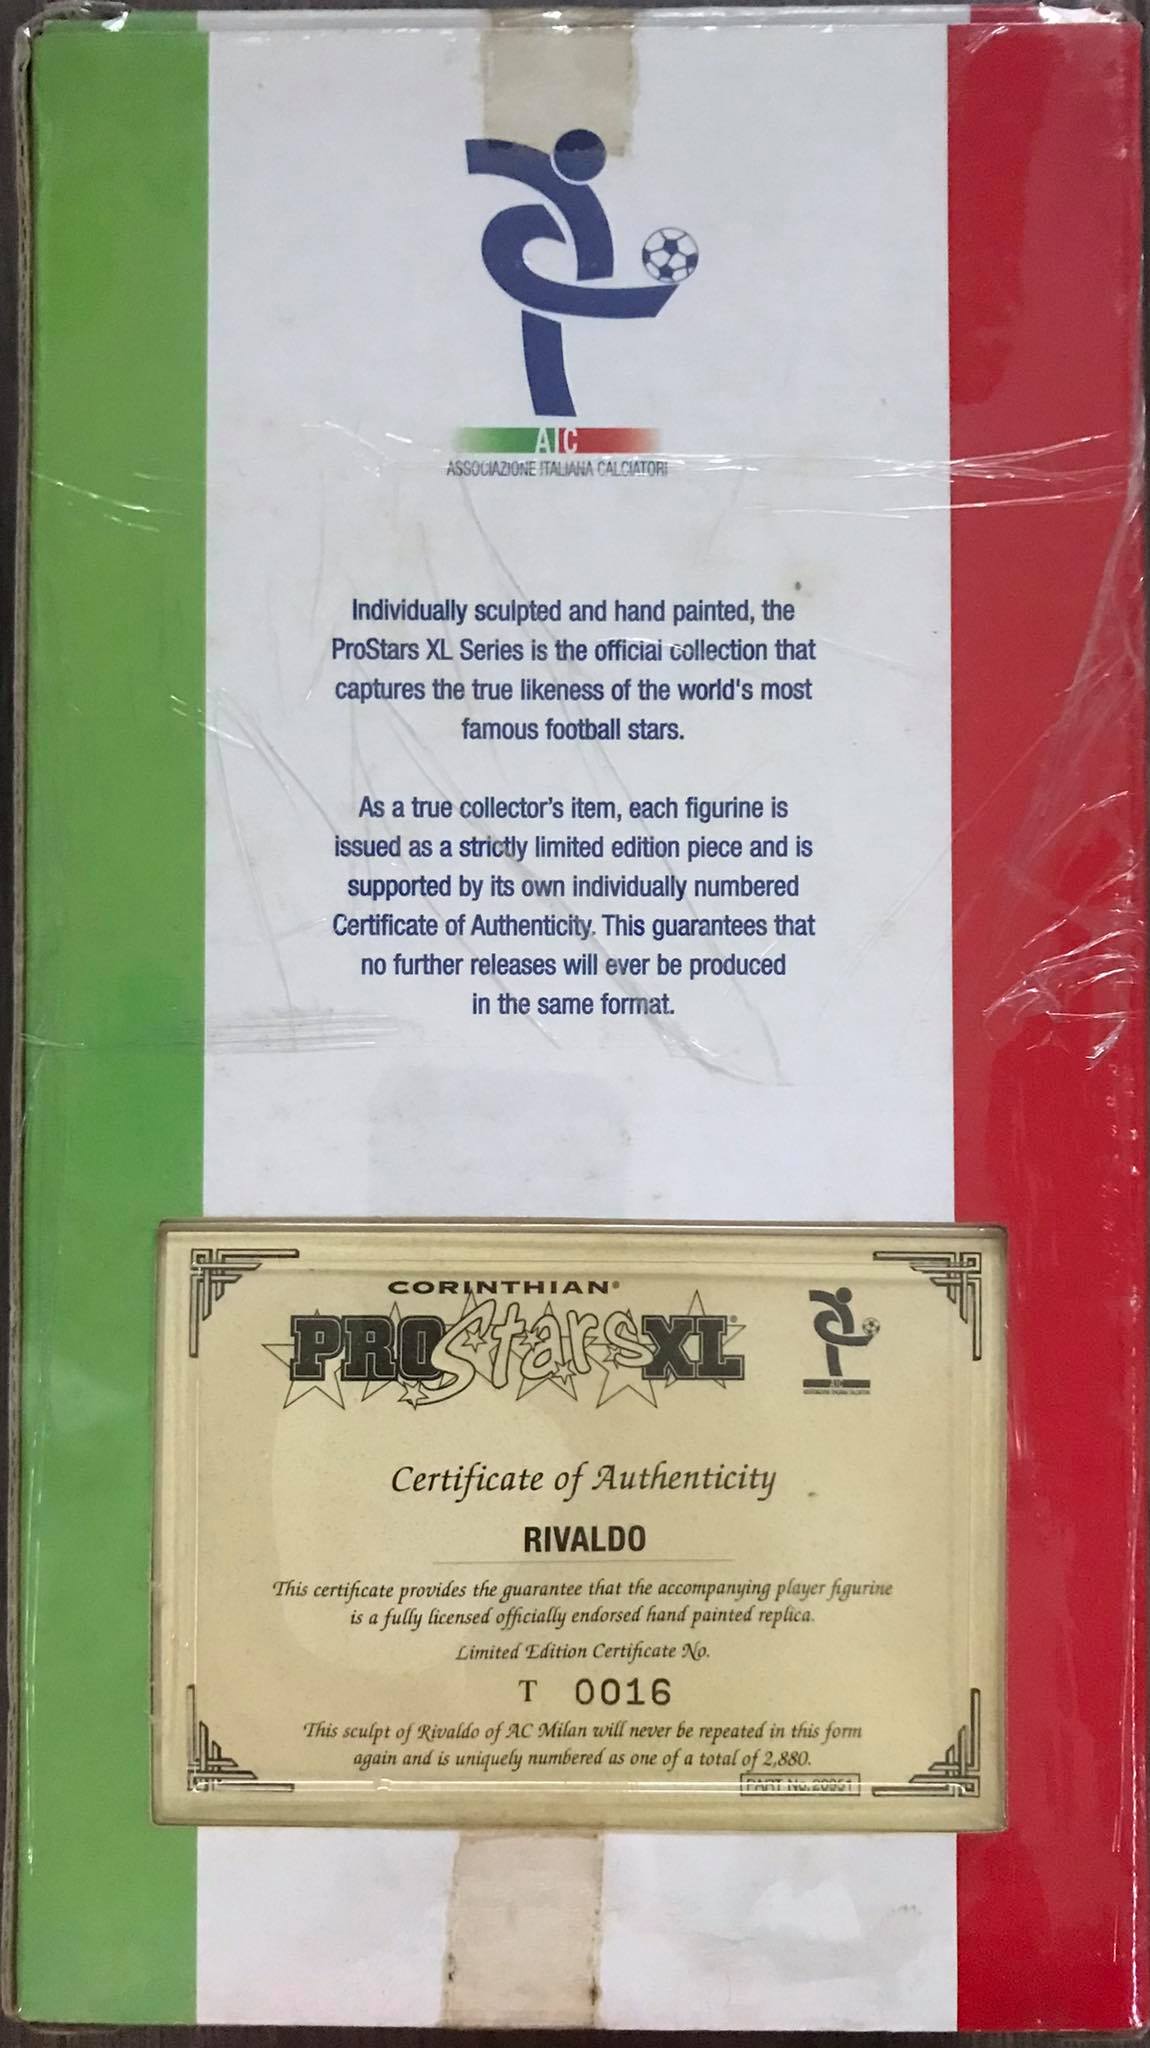 AIC
ASSOCIAZIONE ITALIANA CALCIATORI
Individually sculpted and hand painted, the
ProStars XL Series is the official collection that
captures the true likeness of the world's most
famous football stars.
As a true collector's item, each figurine is
issued as a strictly limited edition piece and is
supported by its own individually numbered
Certificate of Authenticity. This guarantees that
no further releases will ever be produced
in the same format.
CORINTHIAN®
PROStarsXL®
AIC
ASSOCIAZIONE ITALIANA CALCIATORI
Certificate of Authenticity
RIVALDO
This certificate provides the guarantee that the accompanying player figurine
is a fully licensed officially endorsed hand painted replica.
Limited Edition Certificate No.
T 0016
This sculpt of Rivaldo of AC Milan will never be repeated in this form
again and is uniquely numbered as one of a total of 2,880.
PART No.